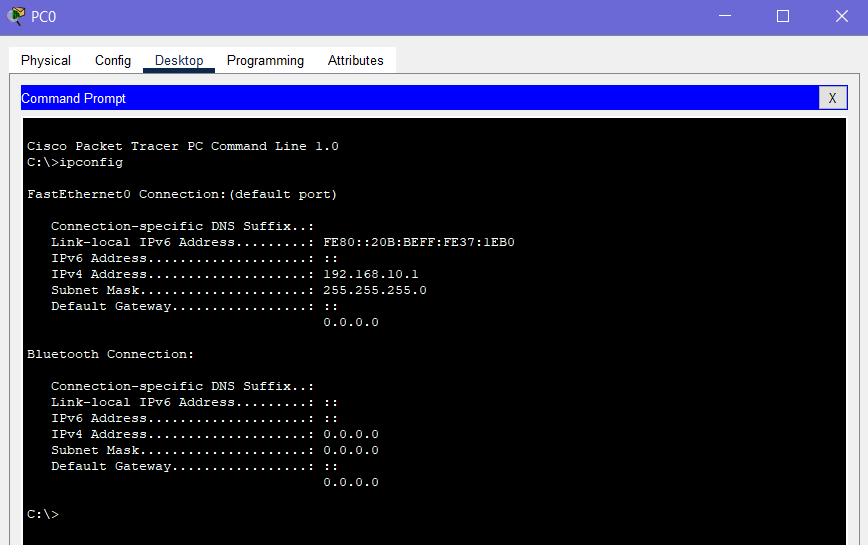 PC0
Physical Config Desktop Programming Attributes
Command Prompt
X
Cisco Packet Tracer PC Command Line 1.0
C:\>ipconfig
FastEthernet0 Connection:(default port)
Connection-specific DNS Suffix..:
Link-local IPv6 Address.........: FE80::20B:BEFF:FE37:1EB0
IPv6 Address....................: ::
IPv4 Address....................: 192.168.10.1
Subnet Mask.....................: 255.255.255.0
Default Gateway.................: ::
0.0.0.0
Bluetooth Connection:
Connection-specific DNS Suffix..:
Link-local IPv6 Address.........: ::
IPv6 Address....................: ::
IPv4 Address....................: 0.0.0.0
Subnet Mask.....................: 0.0.0.0
Default Gateway.................: ::
0.0.0.0
C:\>